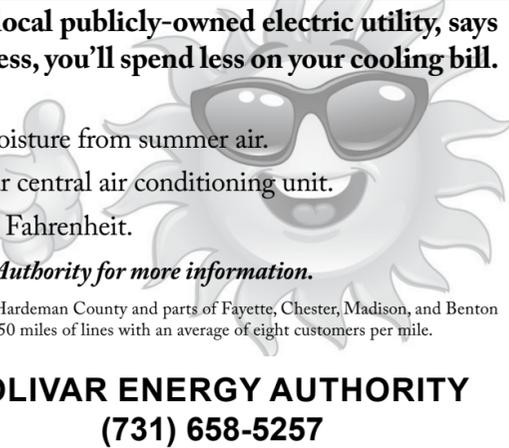 local publicly-owned electric utility, says
ess, you’ll spend less on your cooling bill.
oisture from summer air.
r central air conditioning unit.
Fahrenheit.
Authority for more information.
Hardeman County and parts of Fayette, Chester, Madison, and Benton
50 miles of lines with an average of eight customers per mile.
OLIVAR ENERGY AUTHORITY
(731) 658-5257